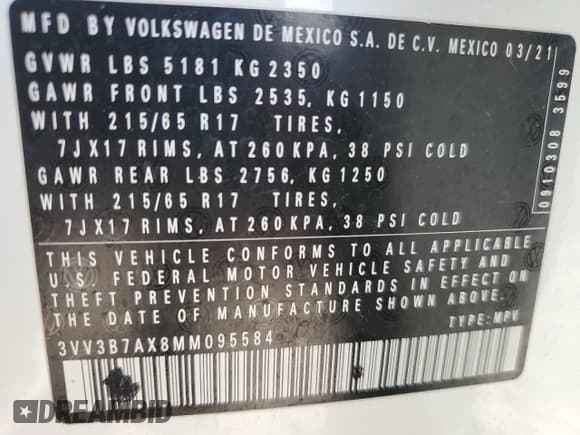 MFD BY VOLKSWAGEN DE MEXICO S.A. DE C.V. MEXICO 03/21
GVWR LBS 5181 KG 2350
GAWR FRONT LBS 2535, KG 1150
WITH 215/65 R17 TIRES,
7JX17 RIMS, AT 260KPA, 38 PSI COLD
GAWR REAR LBS 2756, KG 1250
WITH 215/65 R17 TIRES,
7JX17 RIMS, AT 260KPA, 38 PSI COLD
THIS VEHICLE CONFORMS TO ALL APPLICABLE
U.S. FEDERAL MOTOR VEHICLE SAFETY AND
THEFT PREVENTION STANDARDS IN EFFECT ON
THE DATE OF MANUFACTURE SHOWN ABOVE.
TYPE: MPV
3VV3B7AX8MM095584
0910308 3599
DREAMBID